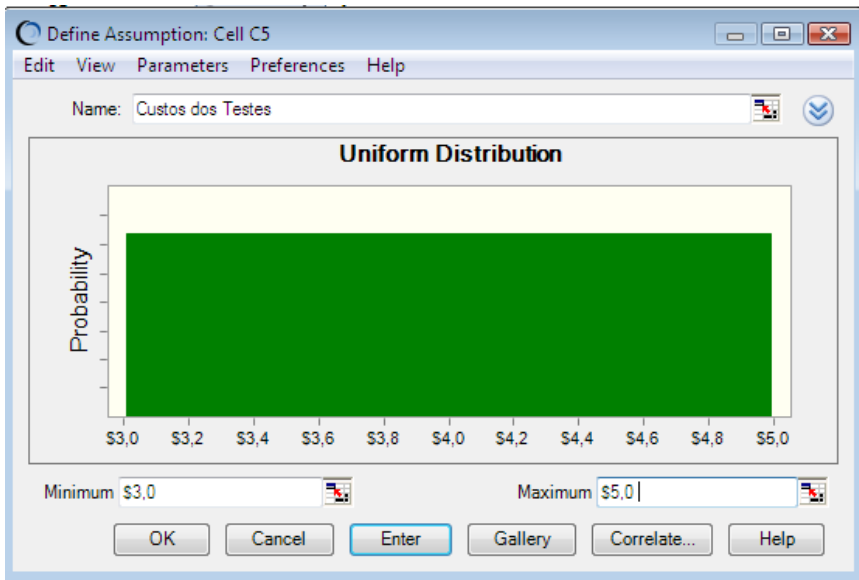 Define Assumption: Cell C5
Edit View Parameters Preferences Help
Name: Custos dos Testes
Uniform Distribution
Probability
$3,0 $3,2 $3,4 $3,6 $3,8 $4,0 $4,2 $4,4 $4,6 $4,8 $5,0
Minimum $3,0 Maximum $5,0
OK Cancel Enter Gallery Correlate... Help